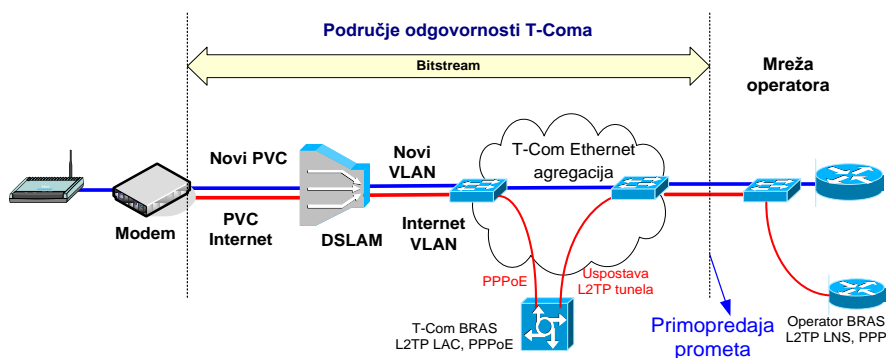 Područje odgovornosti T-Coma
Bitstream
Mreža
operatora
T-Com Ethernet
agregacija
Novi PVC
Novi
VLAN
Modem
PVC
Internet
DSLAM
Internet
VLAN
PPPoE
Uspostava
L2TP tunela
T-Com BRAS
L2TP LAC, PPPoE
Primopredaja
prometa
Operator BRAS
L2TP LNS, PPP